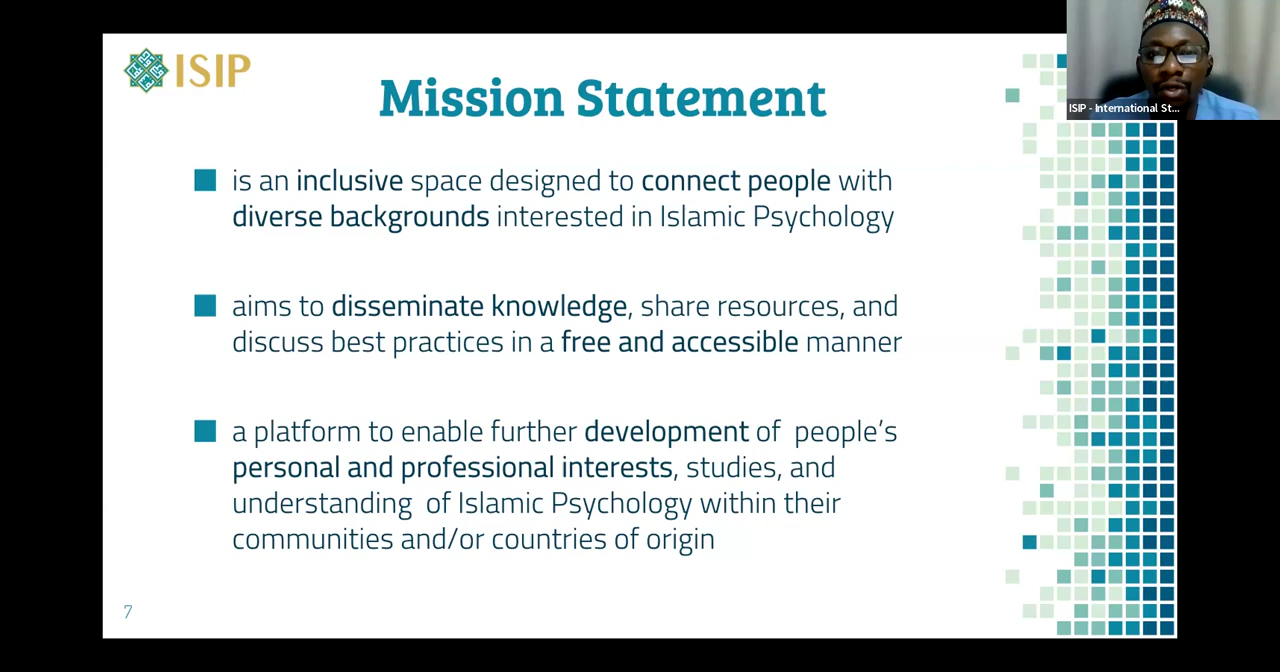 ISIP
Mission Statement
ISIP - International St...
is an inclusive space designed to connect people with
diverse backgrounds interested in Islamic Psychology
aims to disseminate knowledge, share resources, and
discuss best practices in a free and accessible manner
a platform to enable further development of  people’s
personal and professional interests, studies, and
understanding  of Islamic Psychology within their
communities and/or countries of origin
7